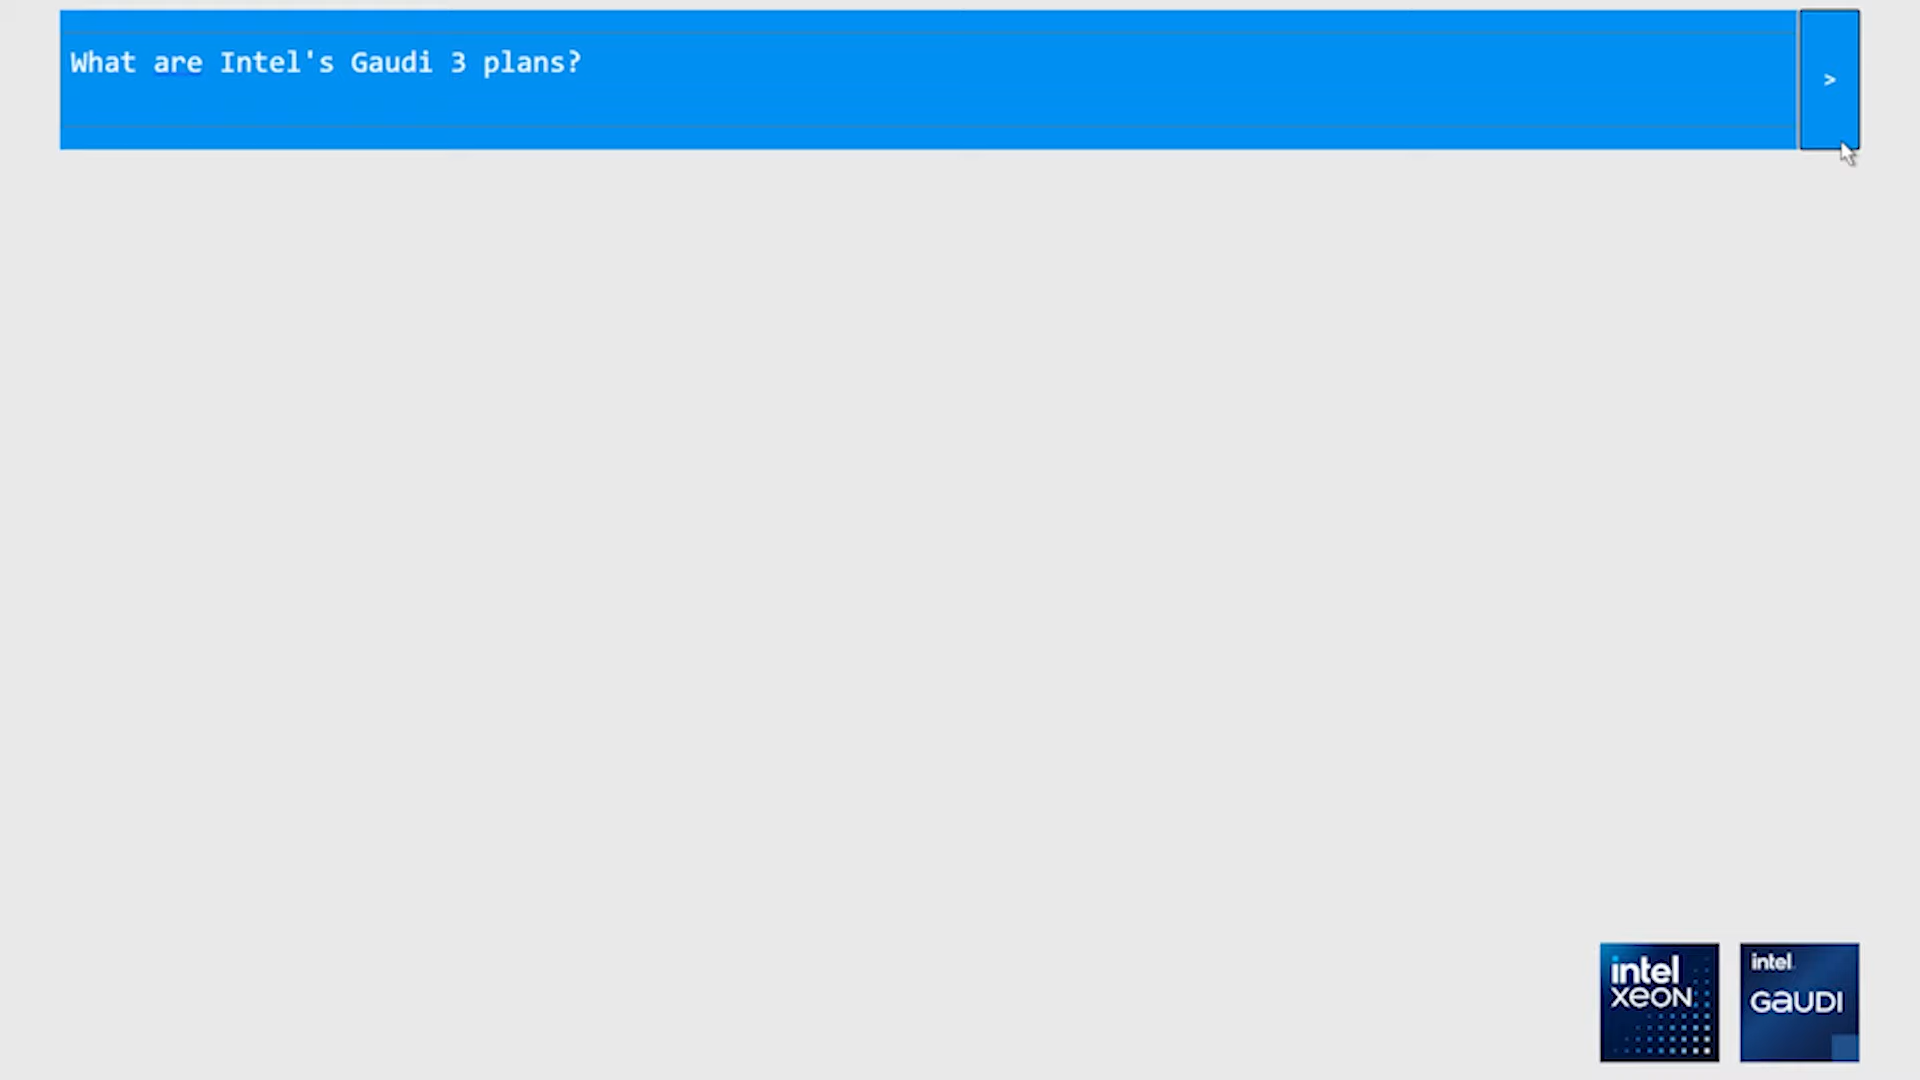 What are Intel's Gaudi 3 plans?
>
intel
xeon
intel
GAUDI